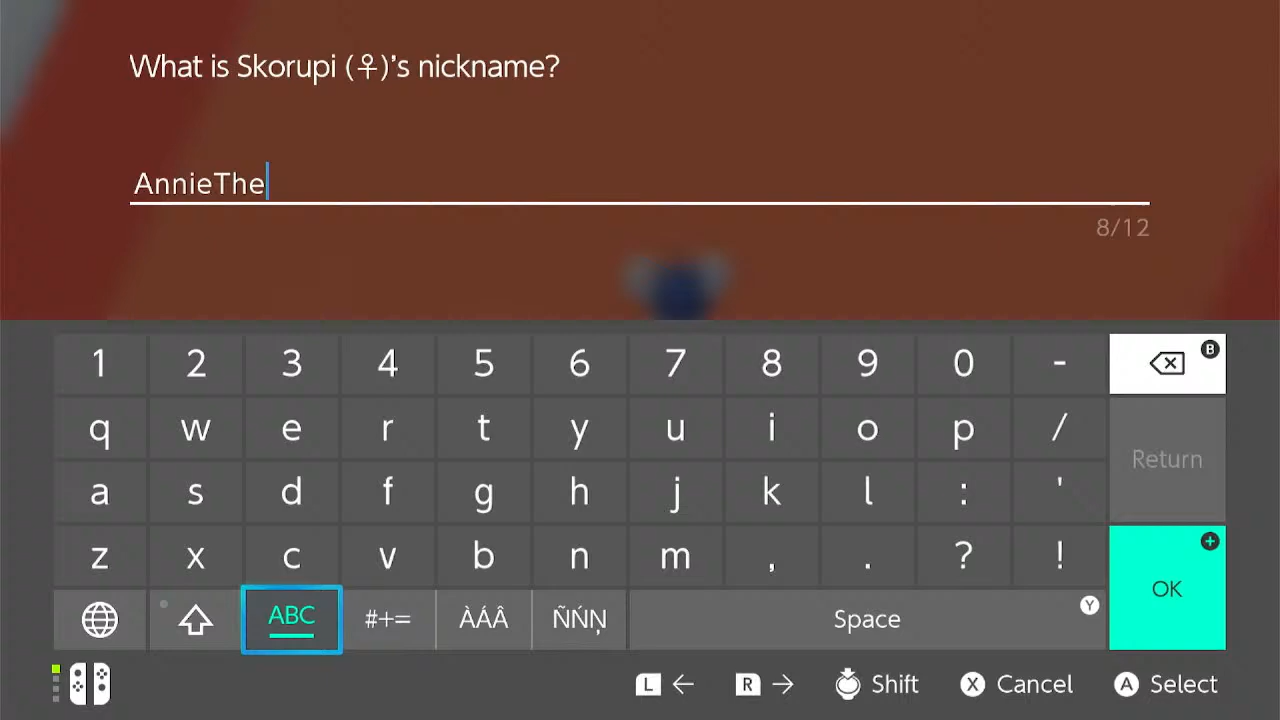 What is Skorupi (♀)'s nickname?
AnnieThe
8/12
1 2 3 4 5 6 7 8 9 0 - B
q w e r t y u i o p /
Return
a s d f g h j k l : '
z x c v b n m , . ? ! +
OK
ABC #+= ÀÁÂ ÑŃŅ Space Y
L ← R → Shift X Cancel A Select